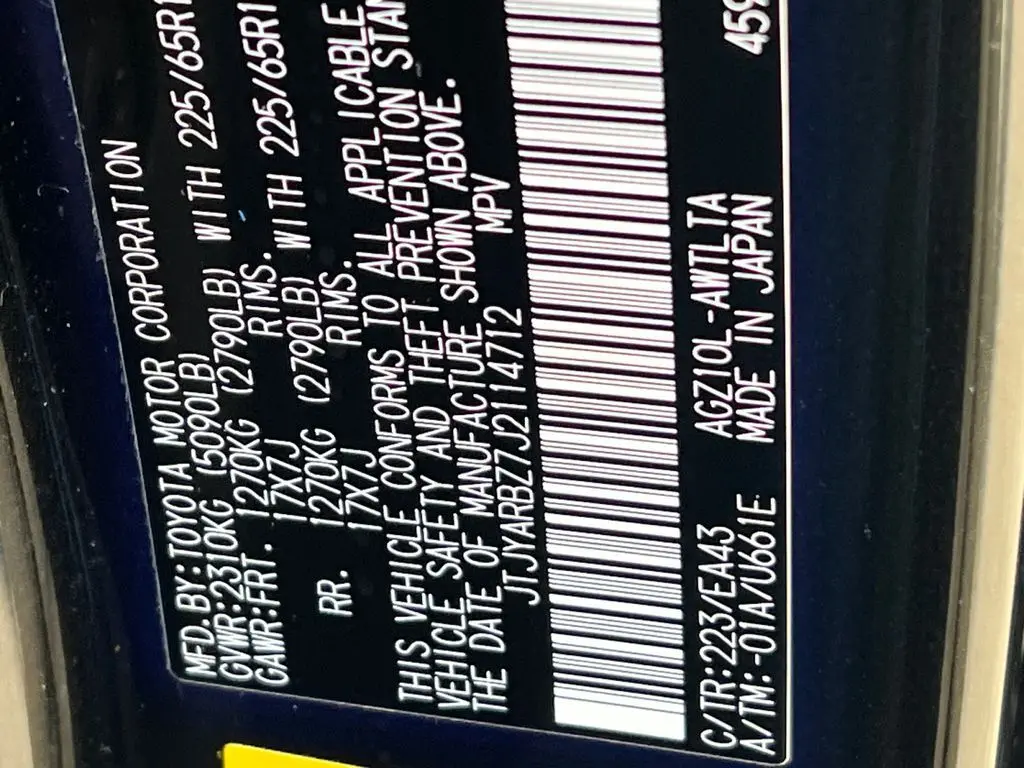 MFD.BY:TOYOTA MOTOR CORPORATION
GVWR:2310KG (5090LB)
GAWR:FRT. 1270KG (2790LB) WITH 225/65R1
17X7J RIMS.
RR. 1270KG (2790LB) WITH 225/65R1
17X7J RIMS.
THIS VEHICLE CONFORMS TO ALL APPLICABLE
VEHICLE SAFETY AND THEFT PREVENTION STAN
THE DATE OF MANUFACTURE SHOWN ABOVE.
JTJYARBZ7J2114712 MPV
C/TR:223/EA43 AGZ10L-AWTLTA
A/TM:-01A/U661E MADE IN JAPAN 459